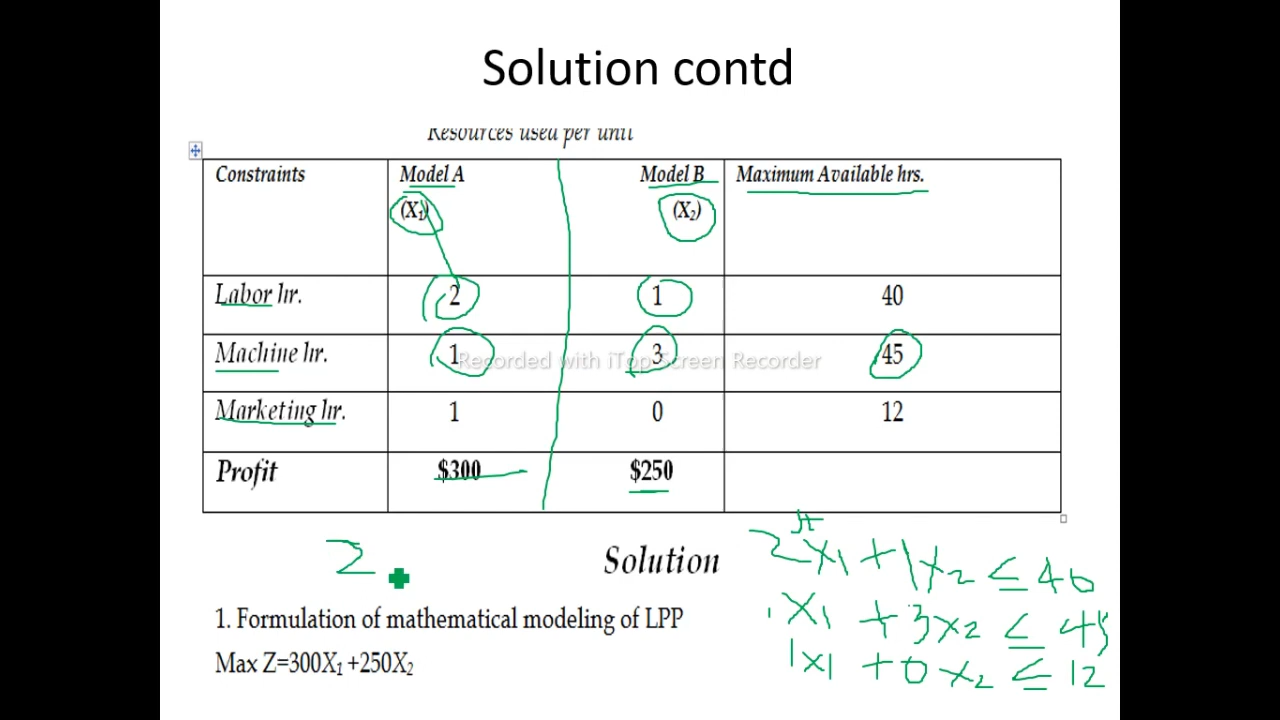 Solution contd
Resources used per unit
Constraints Model A Model B Maximum Available hrs.
(X₁) (X₂)
Labor hr. 2 1 40
Machine hr. 1 3 45
Recorded with iTop Screen Recorder
Marketing hr. 1 0 12
Profit $300 $250
Z
Solution
2X1 + 1X2 ≤ 40
1X1 + 3X2 ≤ 45
1X1 + 0X2 ≤ 12
1. Formulation of mathematical modeling of LPP
Max Z=300X₁ +250X₂